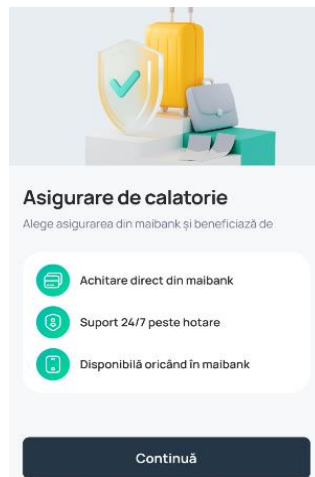 Asigurare de calatorie
Alege asigurarea din maibank și beneficiază de
Achitare direct din maibank
Suport 24/7 peste hotare
Disponibilă oricând în maibank
Continuă